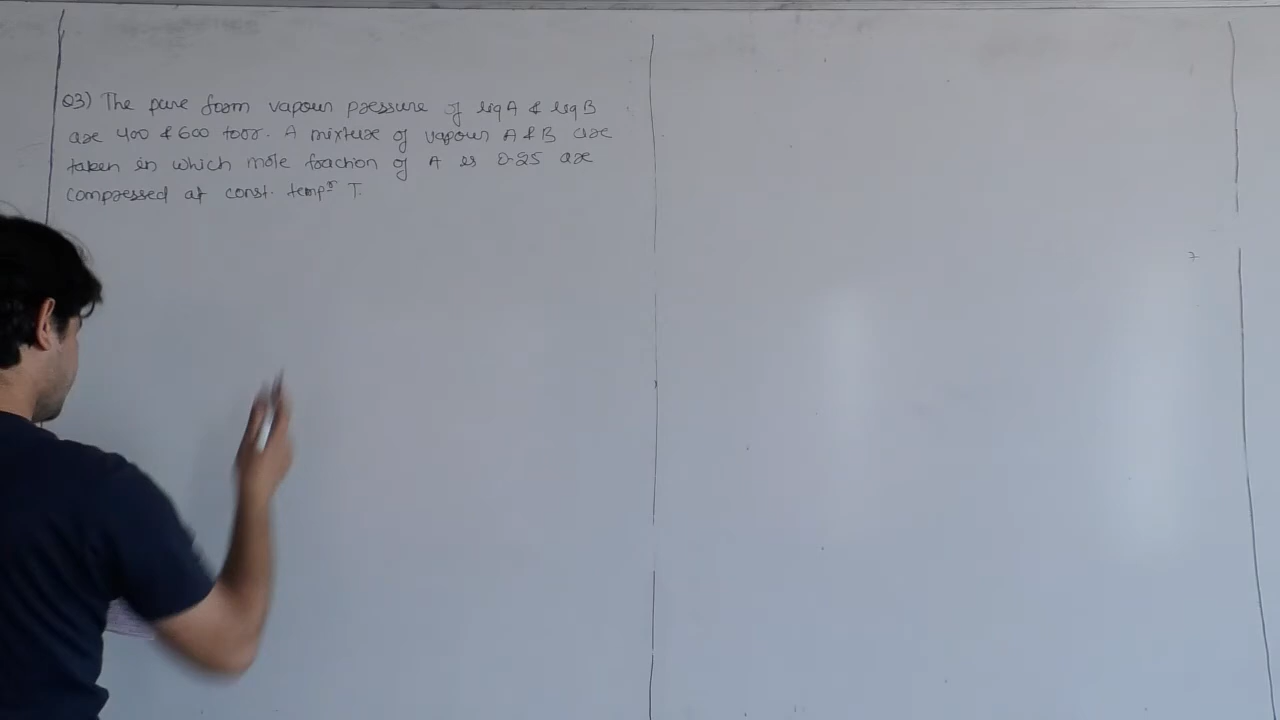 Q3) The pure form vapour pressure of liq A & liq B
are 400 & 600 torr. A mixture of vapour A & B are
taken in which mole fraction of A is 0.25 are
compressed at const. tempr T.